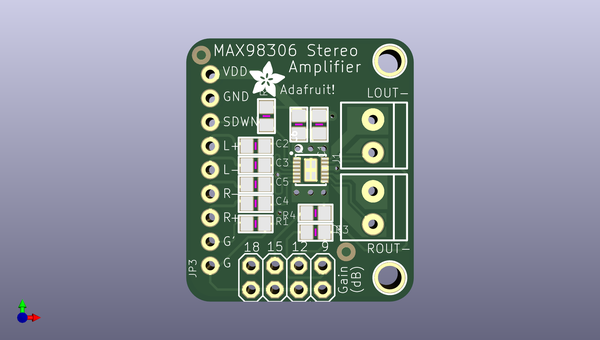 MAX98306 Stereo
Amplifier
Adafruit!
VDD
GND
SDWN
L+
L-
R-
R+
G'
G
JP3
LOUT-
ROUT-
C2
C3
C5
C4
R1
R4
18 15 12 9
Gain
(dB)